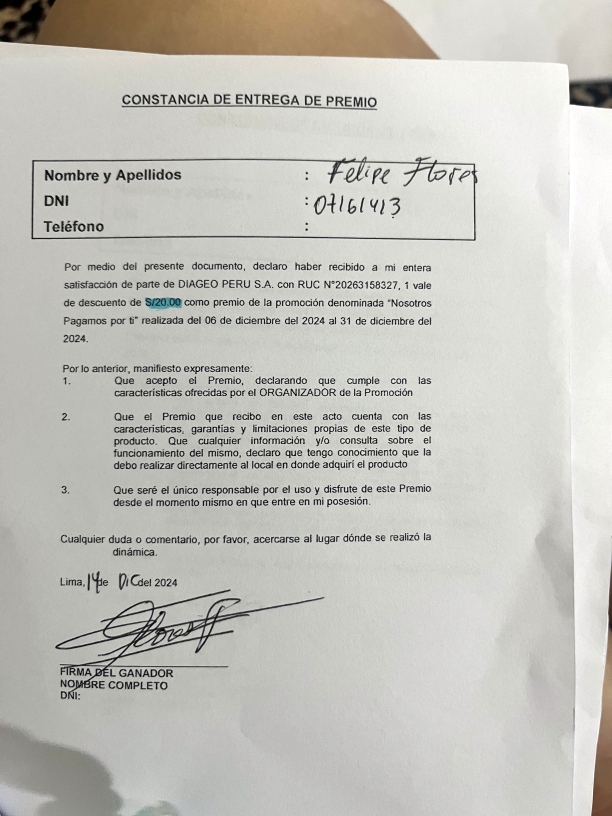 CONSTANCIA DE ENTREGA DE PREMIO
Nombre y Apellidos : Felipe Flores
DNI : 07161413
Teléfono :
Por medio del presente documento, declaro haber recibido a mi entera
satisfacción de parte de DIAGEO PERU S.A. con RUC N°20263158327, 1 vale
de descuento de S/20.00 como premio de la promoción denominada "Nosotros
Pagamos por ti" realizada del 06 de diciembre del 2024 al 31 de diciembre del
2024.
Por lo anterior, manifiesto expresamente:
1. Que acepto el Premio, declarando que cumple con las
características ofrecidas por el ORGANIZADOR de la Promoción
2. Que el Premio que recibo en este acto cuenta con las
características, garantías y limitaciones propias de este tipo de
producto. Que cualquier información y/o consulta sobre el
funcionamiento del mismo, declaro que tengo conocimiento que la
debo realizar directamente al local en donde adquirí el producto
3. Que seré el único responsable por el uso y disfrute de este Premio
desde el momento mismo en que entre en mi posesión.
Cualquier duda o comentario, por favor, acercarse al lugar dónde se realizó la
dinámica.
Lima, 14 de DIC del 2024
FIRMA DEL GANADOR
NOMBRE COMPLETO
DNI: